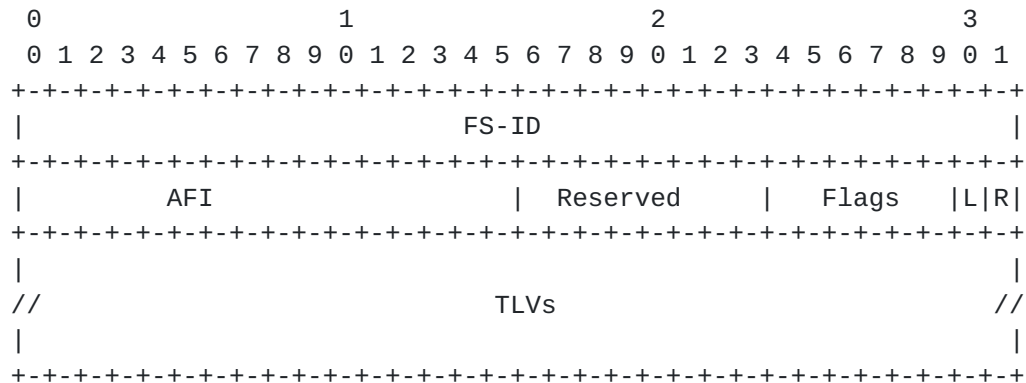 0                   1                   2                   3
 0 1 2 3 4 5 6 7 8 9 0 1 2 3 4 5 6 7 8 9 0 1 2 3 4 5 6 7 8 9 0 1
+-+-+-+-+-+-+-+-+-+-+-+-+-+-+-+-+-+-+-+-+-+-+-+-+-+-+-+-+-+-+-+-+
|                            FS-ID                              |
+-+-+-+-+-+-+-+-+-+-+-+-+-+-+-+-+-+-+-+-+-+-+-+-+-+-+-+-+-+-+-+-+
|         AFI                   |  Reserved     |   Flags   |L|R|
+-+-+-+-+-+-+-+-+-+-+-+-+-+-+-+-+-+-+-+-+-+-+-+-+-+-+-+-+-+-+-+-+
|                                                               |
//                             TLVs                            //
|                                                               |
+-+-+-+-+-+-+-+-+-+-+-+-+-+-+-+-+-+-+-+-+-+-+-+-+-+-+-+-+-+-+-+-+